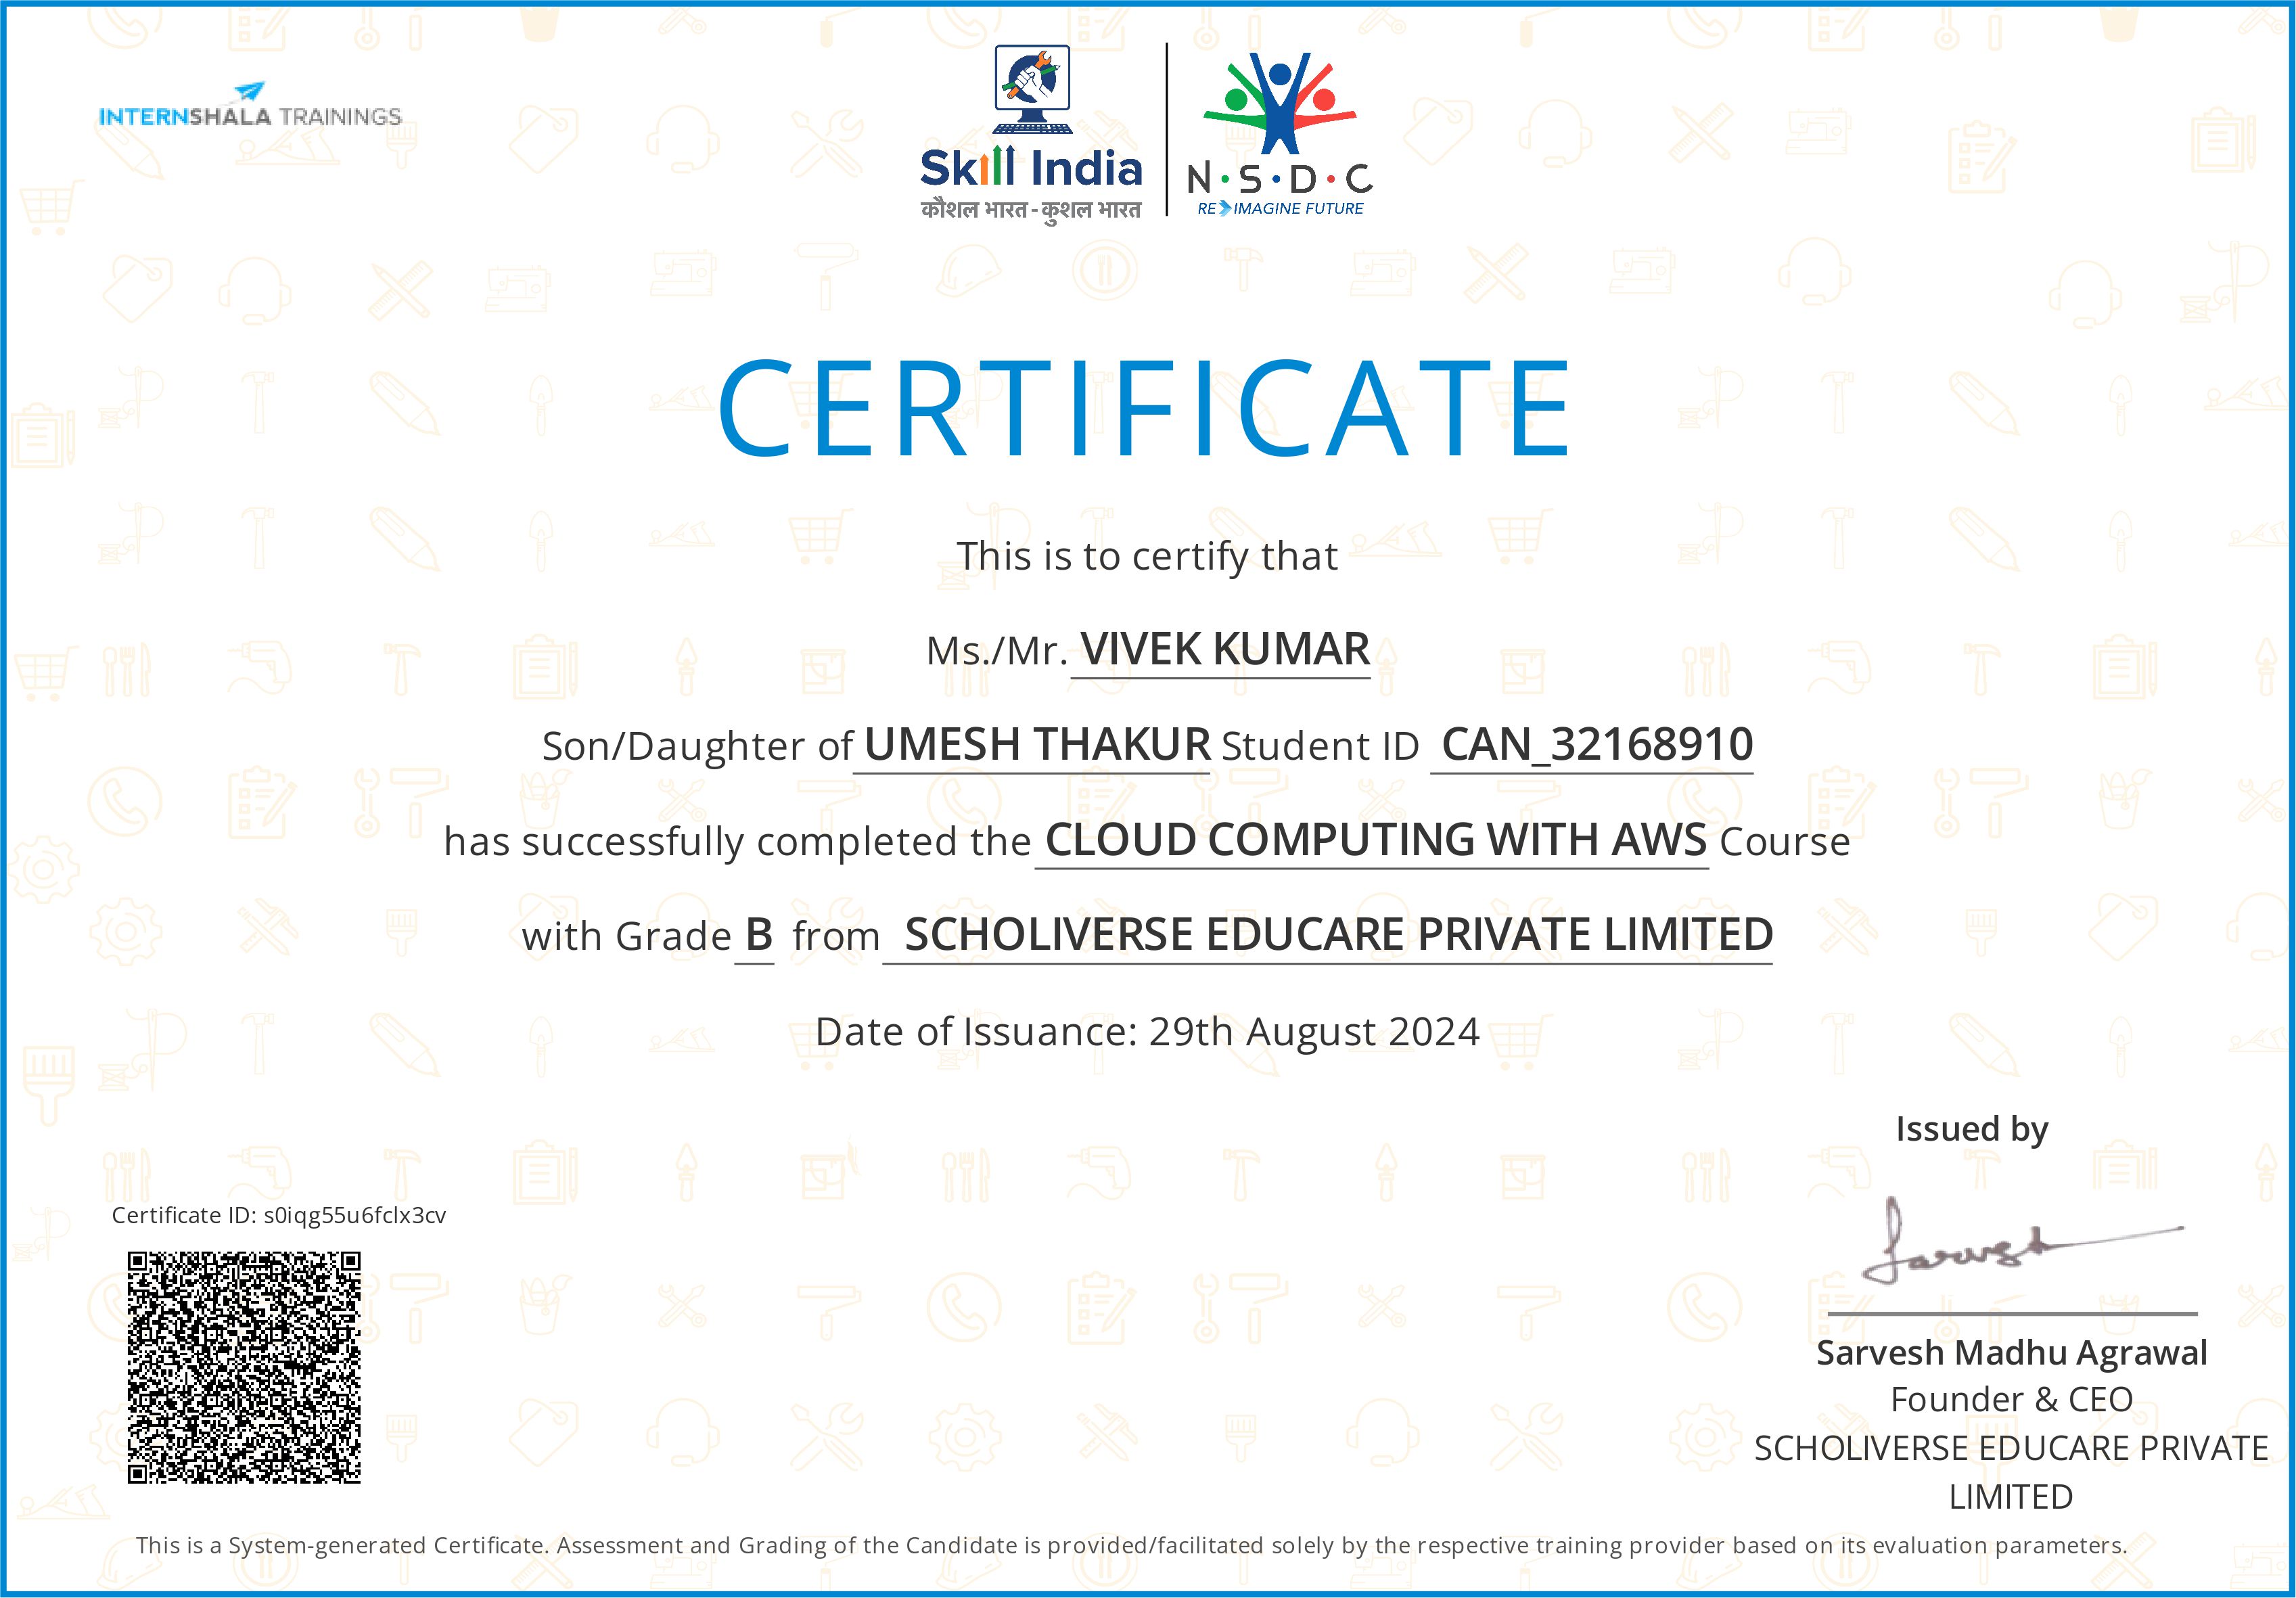 INTERNSHALA TRAININGS
Skill India
कौशल भारत - कुशल भारत
N·S·D·C
RE IMAGINE FUTURE
CERTIFICATE
This is to certify that
Ms./Mr. VIVEK KUMAR
Son/Daughter of UMESH THAKUR Student ID CAN_32168910
has successfully completed the CLOUD COMPUTING WITH AWS Course
with Grade B from SCHOLIVERSE EDUCARE PRIVATE LIMITED
Date of Issuance: 29th August 2024
Issued by
Certificate ID: s0iqg55u6fclx3cv
Sarvesh
Sarvesh Madhu Agrawal
Founder & CEO
SCHOLIVERSE EDUCARE PRIVATE
LIMITED
This is a System-generated Certificate. Assessment and Grading of the Candidate is provided/facilitated solely by the respective training provider based on its evaluation parameters.